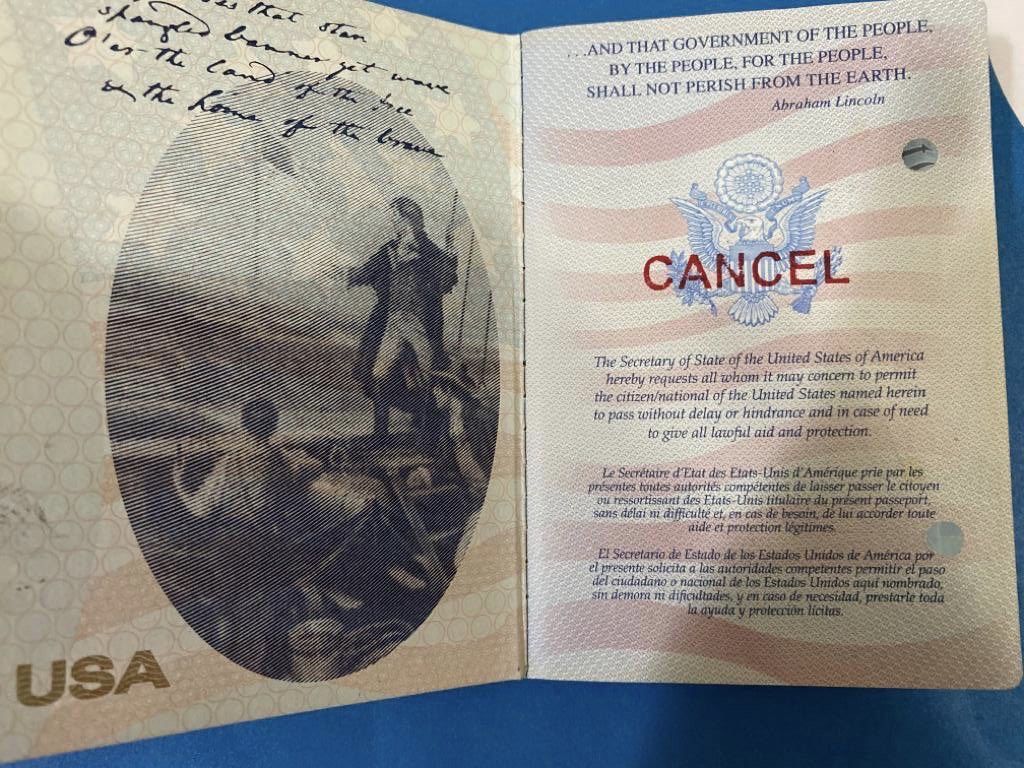 that star
spangled banner yet wave
O'er the land of the free
& the home of the brave
USA
...AND THAT GOVERNMENT OF THE PEOPLE,
BY THE PEOPLE, FOR THE PEOPLE,
SHALL NOT PERISH FROM THE EARTH.
Abraham Lincoln
CANCEL
The Secretary of State of the United States of America
hereby requests all whom it may concern to permit
the citizen/national of the United States named herein
to pass without delay or hindrance and in case of need
to give all lawful aid and protection.
Le Secrétaire d'Etat des Etats-Unis d'Amérique prie par les
présentes toutes autorités compétentes de laisser passer le citoyen
ou ressortissant des Etats-Unis titulaire du présent passeport,
sans délai ni difficulté et, en cas de besoin, de lui accorder toute
aide et protection légitimes.
El Secretario de Estado de los Estados Unidos de América por
el presente solicita a las autoridades competentes permitir el paso
del ciudadano o nacional de los Estados Unidos aquí nombrado,
sin demora ni dificultades, y en caso de necesidad, prestarle toda
la ayuda y protección lícitas.